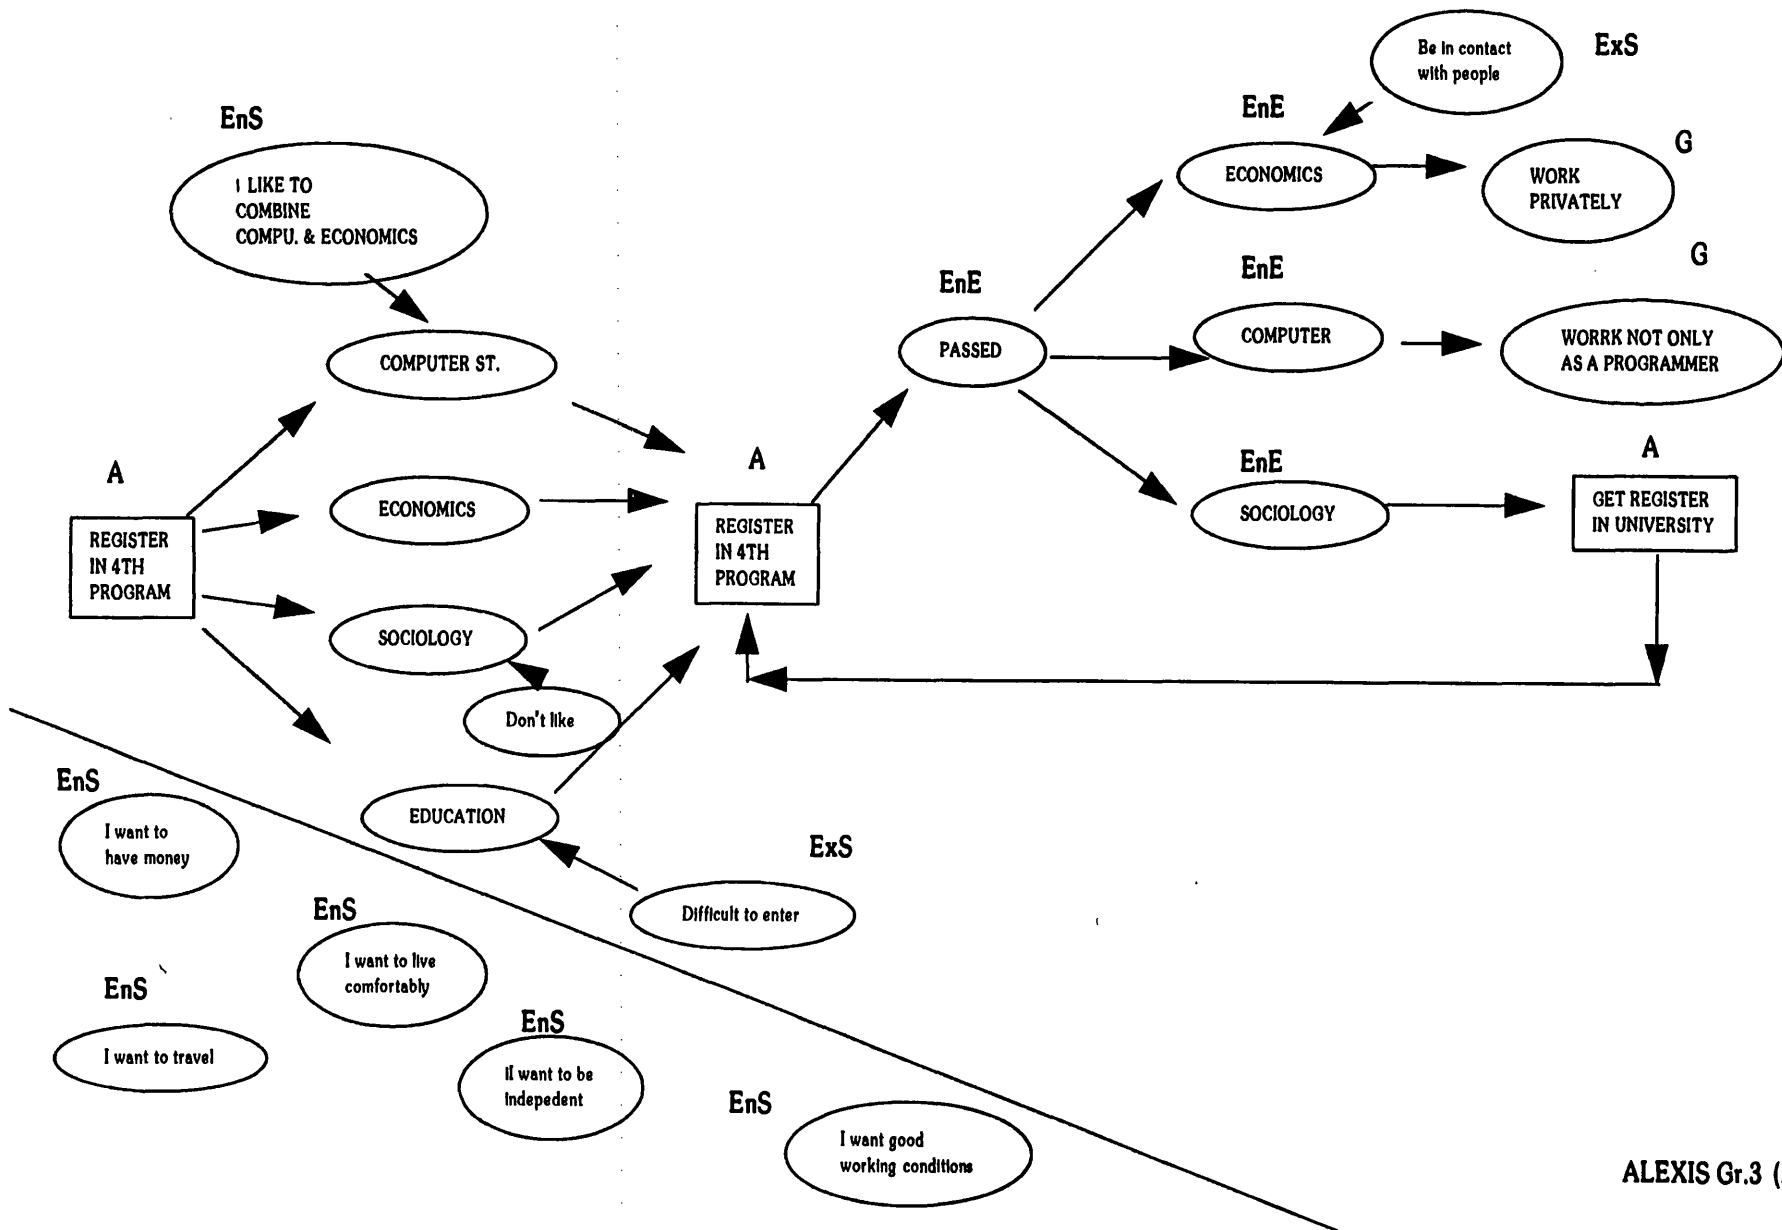 Be in contact
with people
ExS
EnE
EnS
I LIKE TO
COMBINE
COMPU. & ECONOMICS
ECONOMICS
G
WORK
PRIVATELY
EnE
EnE
G
PASSED
COMPUTER
WORRK NOT ONLY
AS A PROGRAMMER
COMPUTER ST.
A
A
EnE
A
ECONOMICS
REGISTER
IN 4TH
PROGRAM
REGISTER
IN 4TH
PROGRAM
SOCIOLOGY
GET REGISTER
IN UNIVERSITY
SOCIOLOGY
Don't like
EnS
I want to
have money
EDUCATION
ExS
Difficult to enter
EnS
I want to live
comfortably
EnS
I want to travel
EnS
II want to be
indepedent
EnS
I want good
working conditions
ALEXIS Gr.3 (